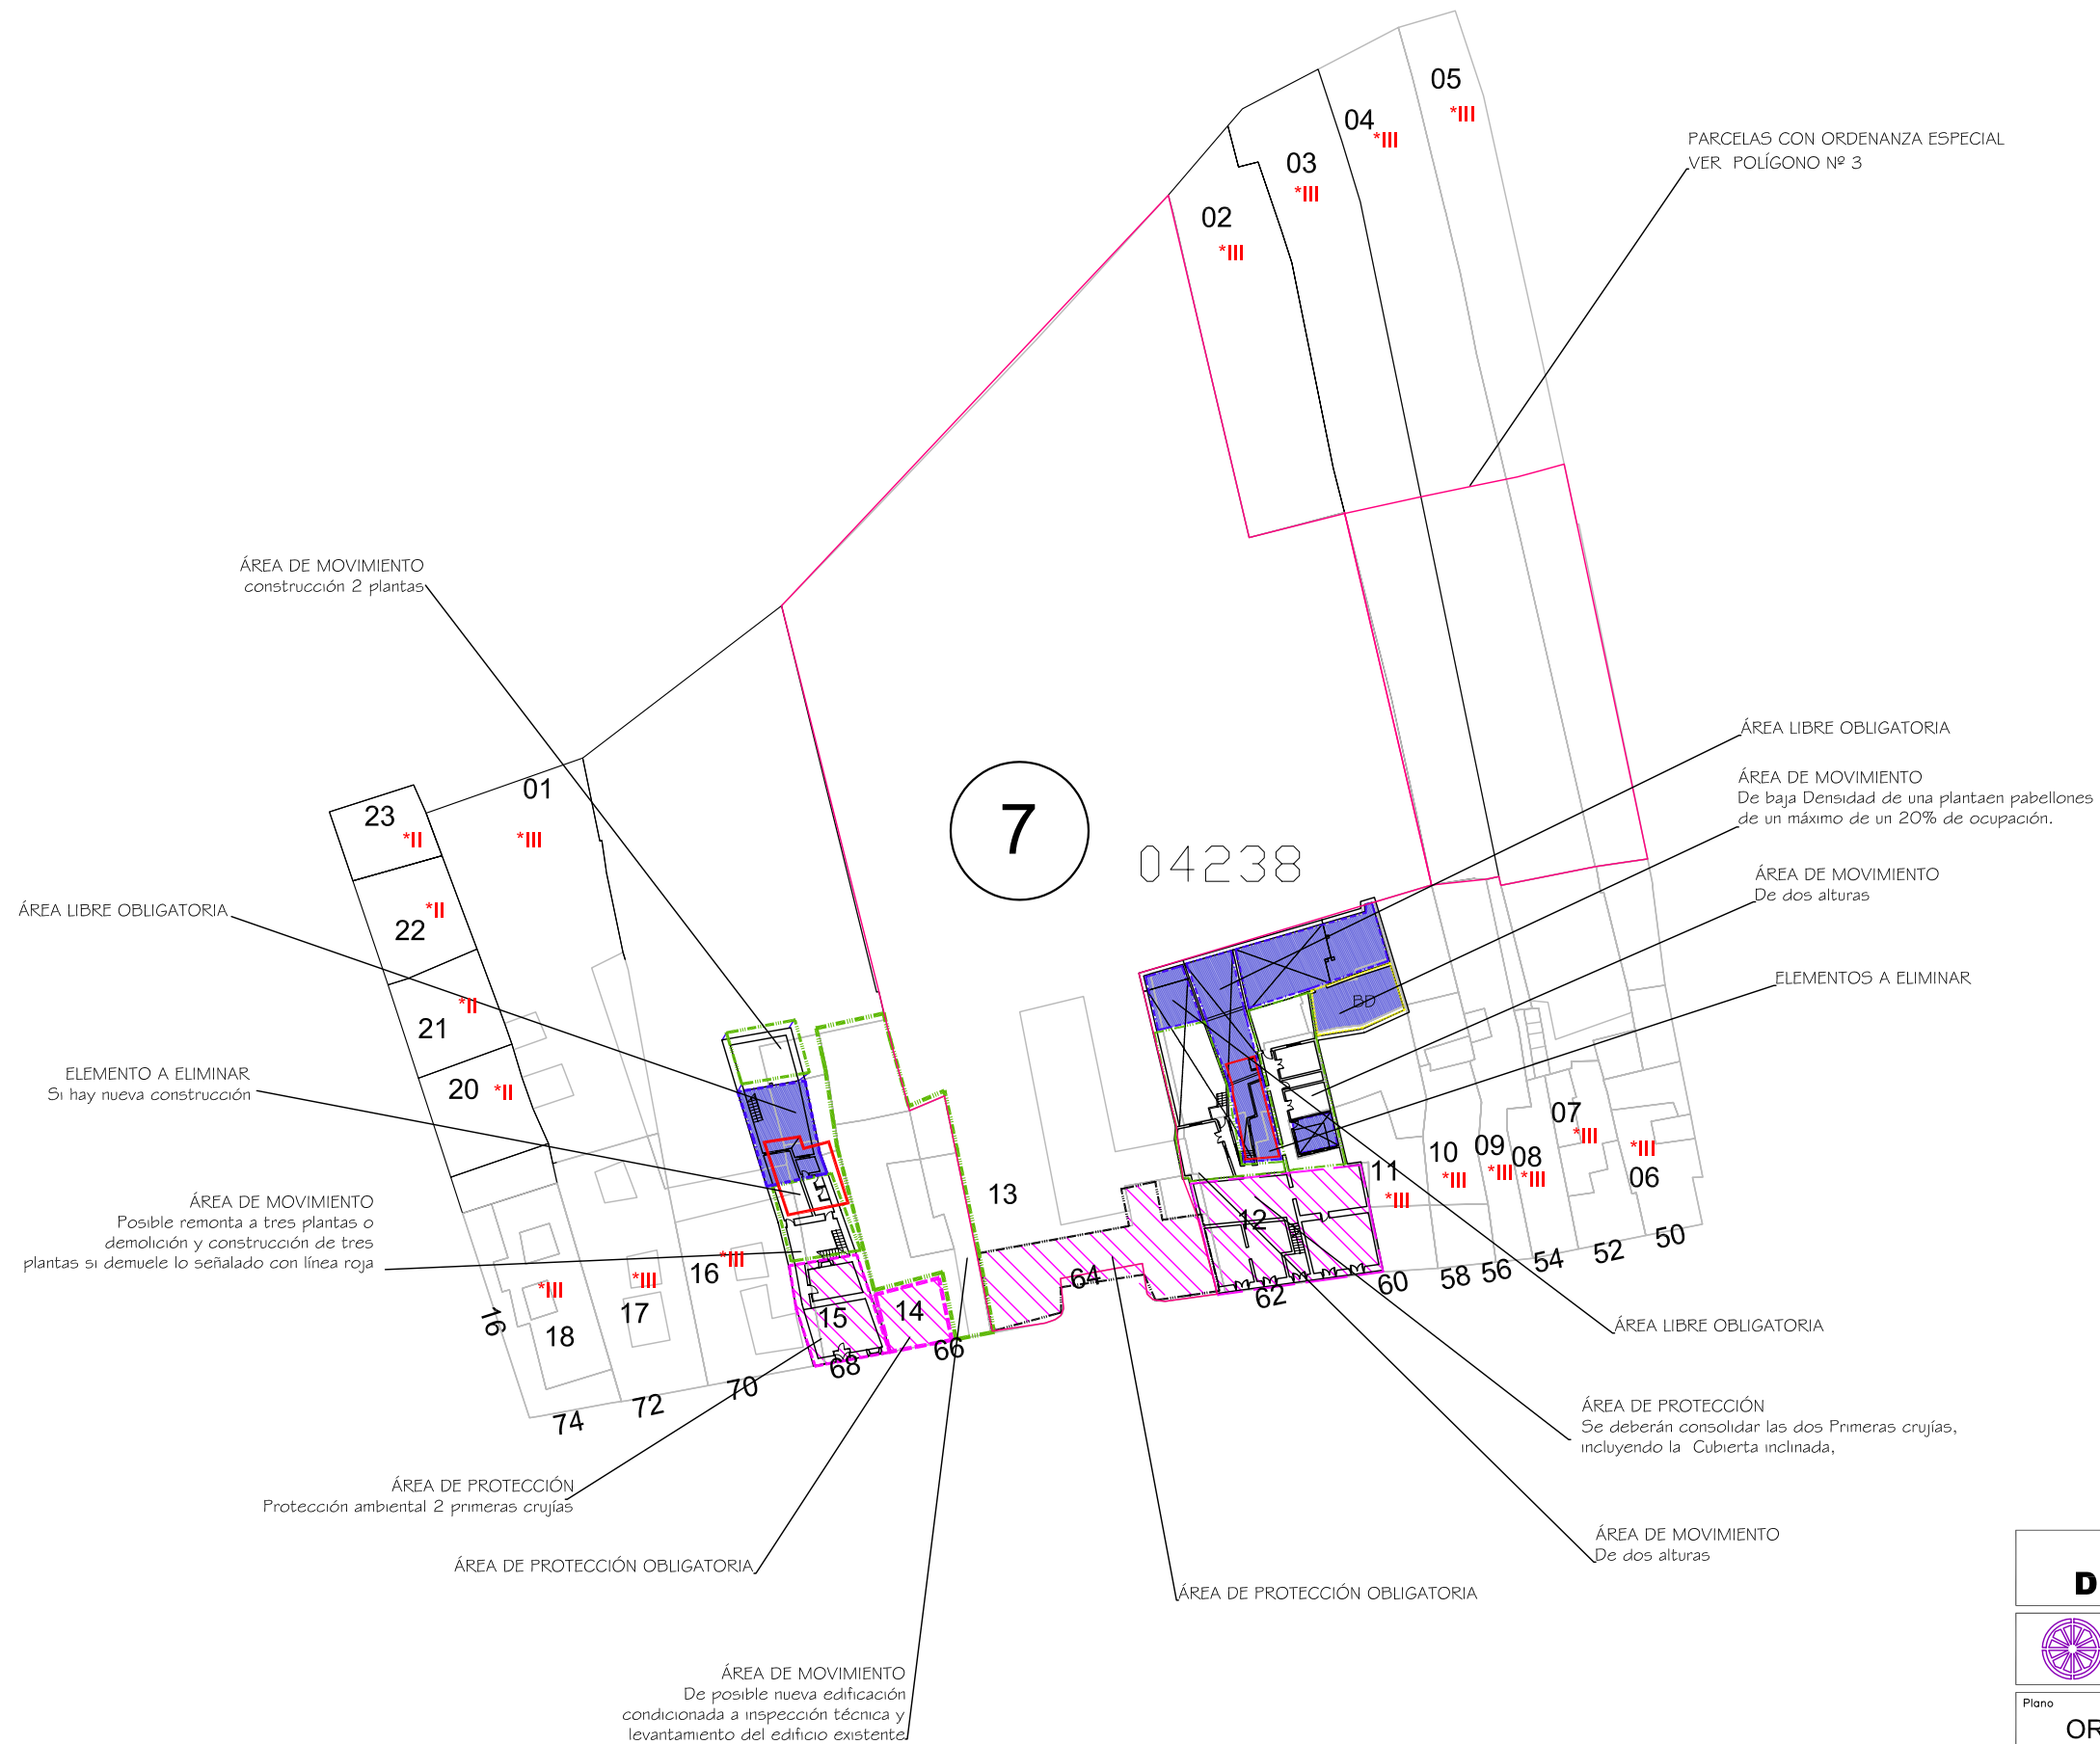 05
*III
04
*III
03
*III
02
*III
PARCELAS CON ORDENANZA ESPECIAL
VER POLÍGONO Nº 3
ÁREA DE MOVIMIENTO
construcción 2 plantas
ÁREA LIBRE OBLIGATORIA
ÁREA DE MOVIMIENTO
De baja Densidad de una plantaen pabellones
de un máximo de un 20% de ocupación.
ÁREA DE MOVIMIENTO
De dos alturas
ELEMENTOS A ELIMINAR
7
04238
01
*III
23
*II
22
*II
21
*II
20
*II
ÁREA LIBRE OBLIGATORIA
ELEMENTO A ELIMINAR
Si hay nueva construcción
ÁREA DE MOVIMIENTO
Posible remonta a tres plantas o
demolición y construcción de tres
plantas si demuele lo señalado con línea roja
BD
13
12
11
*III
10
*III
09
*III
08
*III
07
*III
06
*III
16
*III
17
*III
18
*III
15
14
16
74
72
70
68
66
64
62
60
58
56
54
52
50
ÁREA LIBRE OBLIGATORIA
ÁREA DE PROTECCIÓN
Se deberán consolidar las dos Primeras crujías,
incluyendo la Cubierta inclinada,
ÁREA DE MOVIMIENTO
De dos alturas
ÁREA DE PROTECCIÓN
Protección ambiental 2 primeras crujías
ÁREA DE PROTECCIÓN OBLIGATORIA
ÁREA DE PROTECCIÓN OBLIGATORIA
ÁREA DE MOVIMIENTO
De posible nueva edificación
condicionada a inspección técnica y
levantamiento del edificio existente
D
Plano
OR